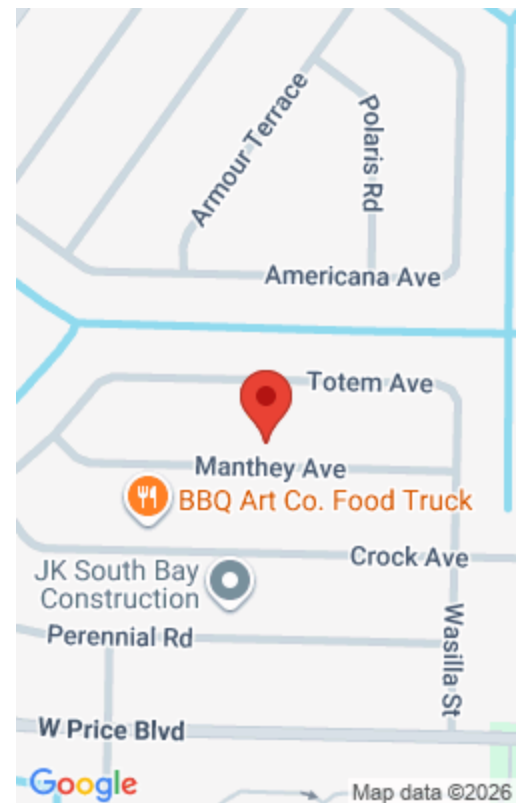 Armour Terrace
Polaris Rd
Americana Ave
Totem Ave
Manthey Ave
BBQ Art Co. Food Truck
Crock Ave
JK South Bay
Construction
Perennial Rd
Wasilla St
W Price Blvd
Google
Map data ©2026